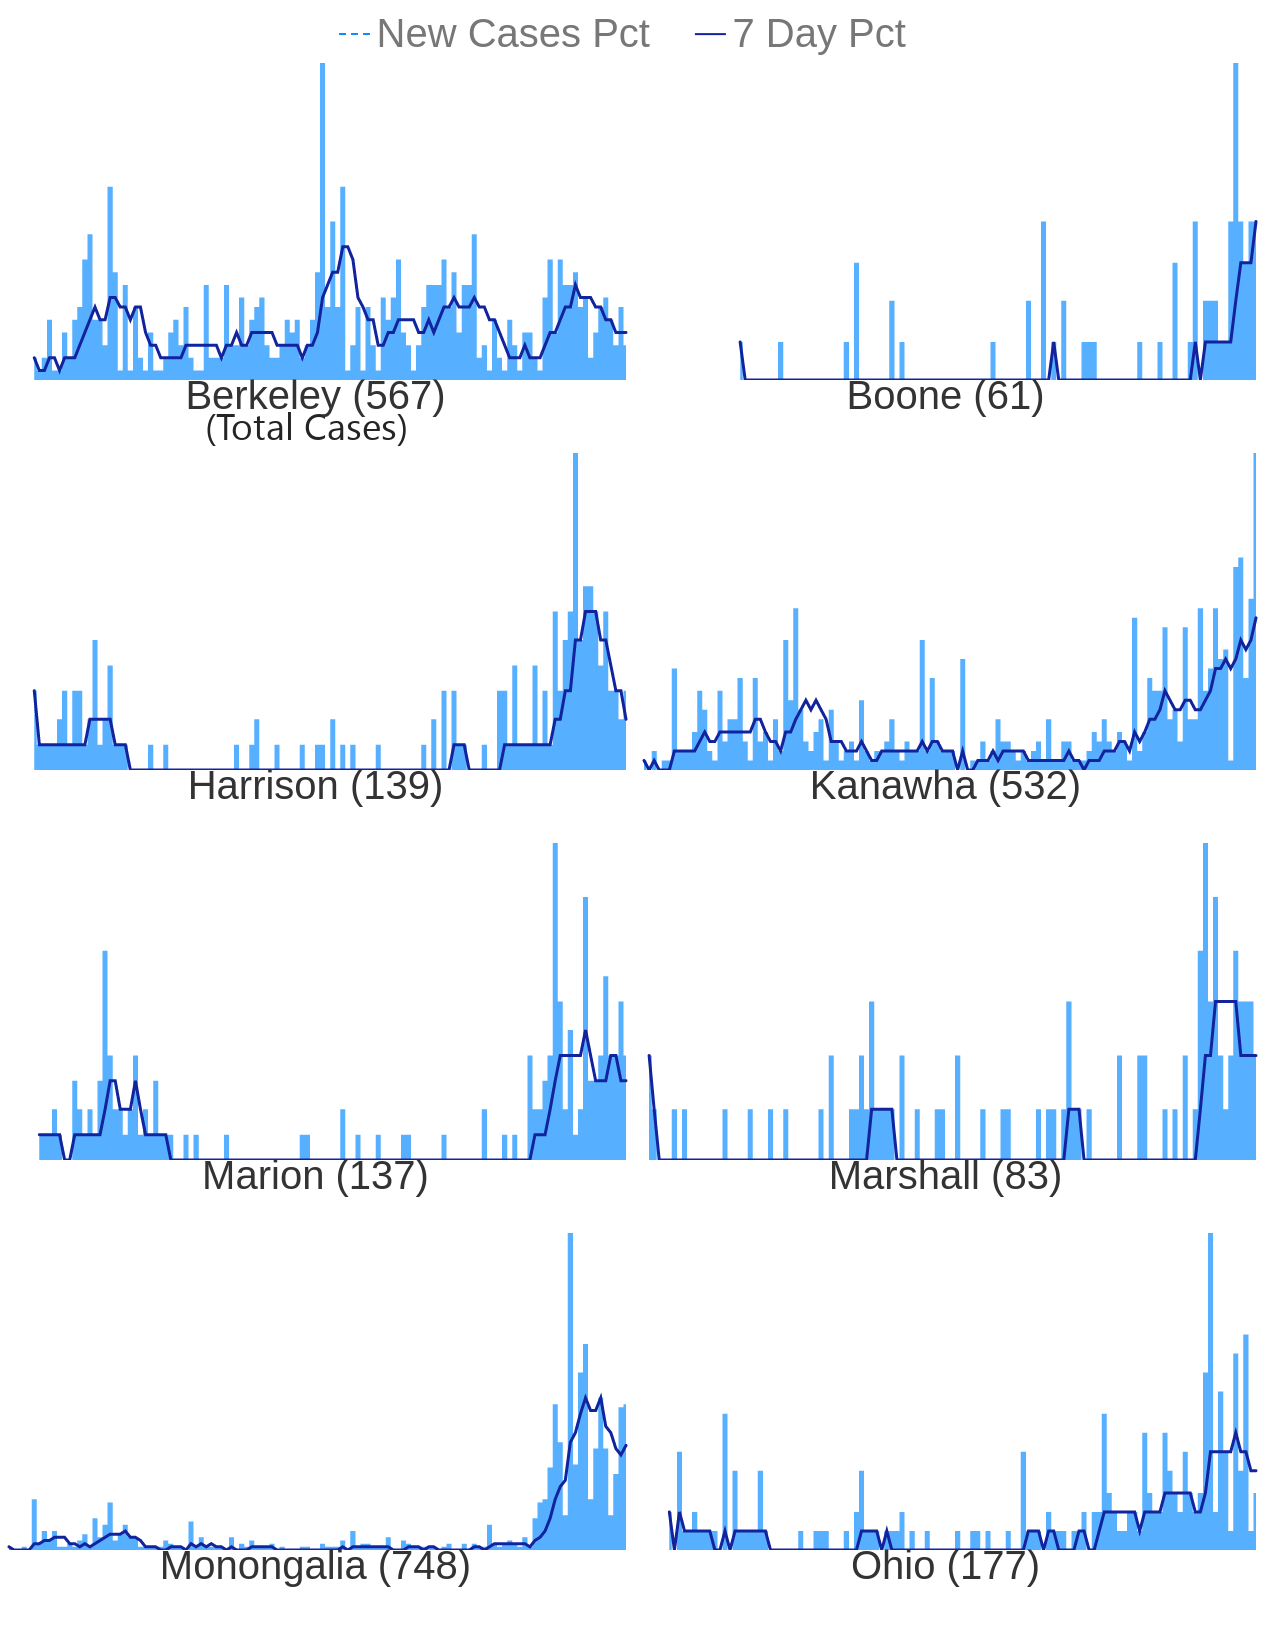 New Cases Pct 7 Day Pct
Berkeley (567) Boone (61)
(Total Cases)
Harrison (139) Kanawha (532)
Marion (137) Marshall (83)
Monongalia (748) Ohio (177)